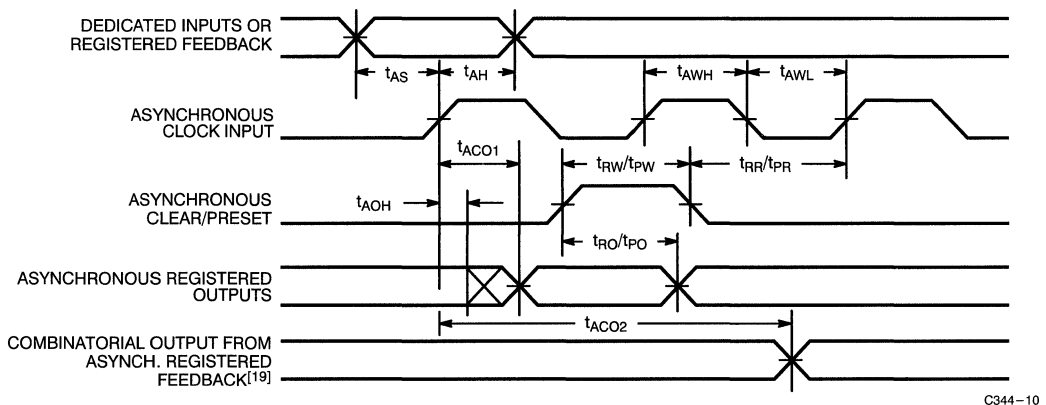 DEDICATED INPUTS OR
REGISTERED FEEDBACK
tAS
tAH
tAWH
tAWL
ASYNCHRONOUS
CLOCK INPUT
tACO1
tRW/tPW
tRR/tPR
ASYNCHRONOUS
CLEAR/PRESET
tAOH
tRO/tPO
ASYNCHRONOUS REGISTERED
OUTPUTS
tACO2
COMBINATORIAL OUTPUT FROM
ASYNCH. REGISTERED
FEEDBACK[19]
C344–10